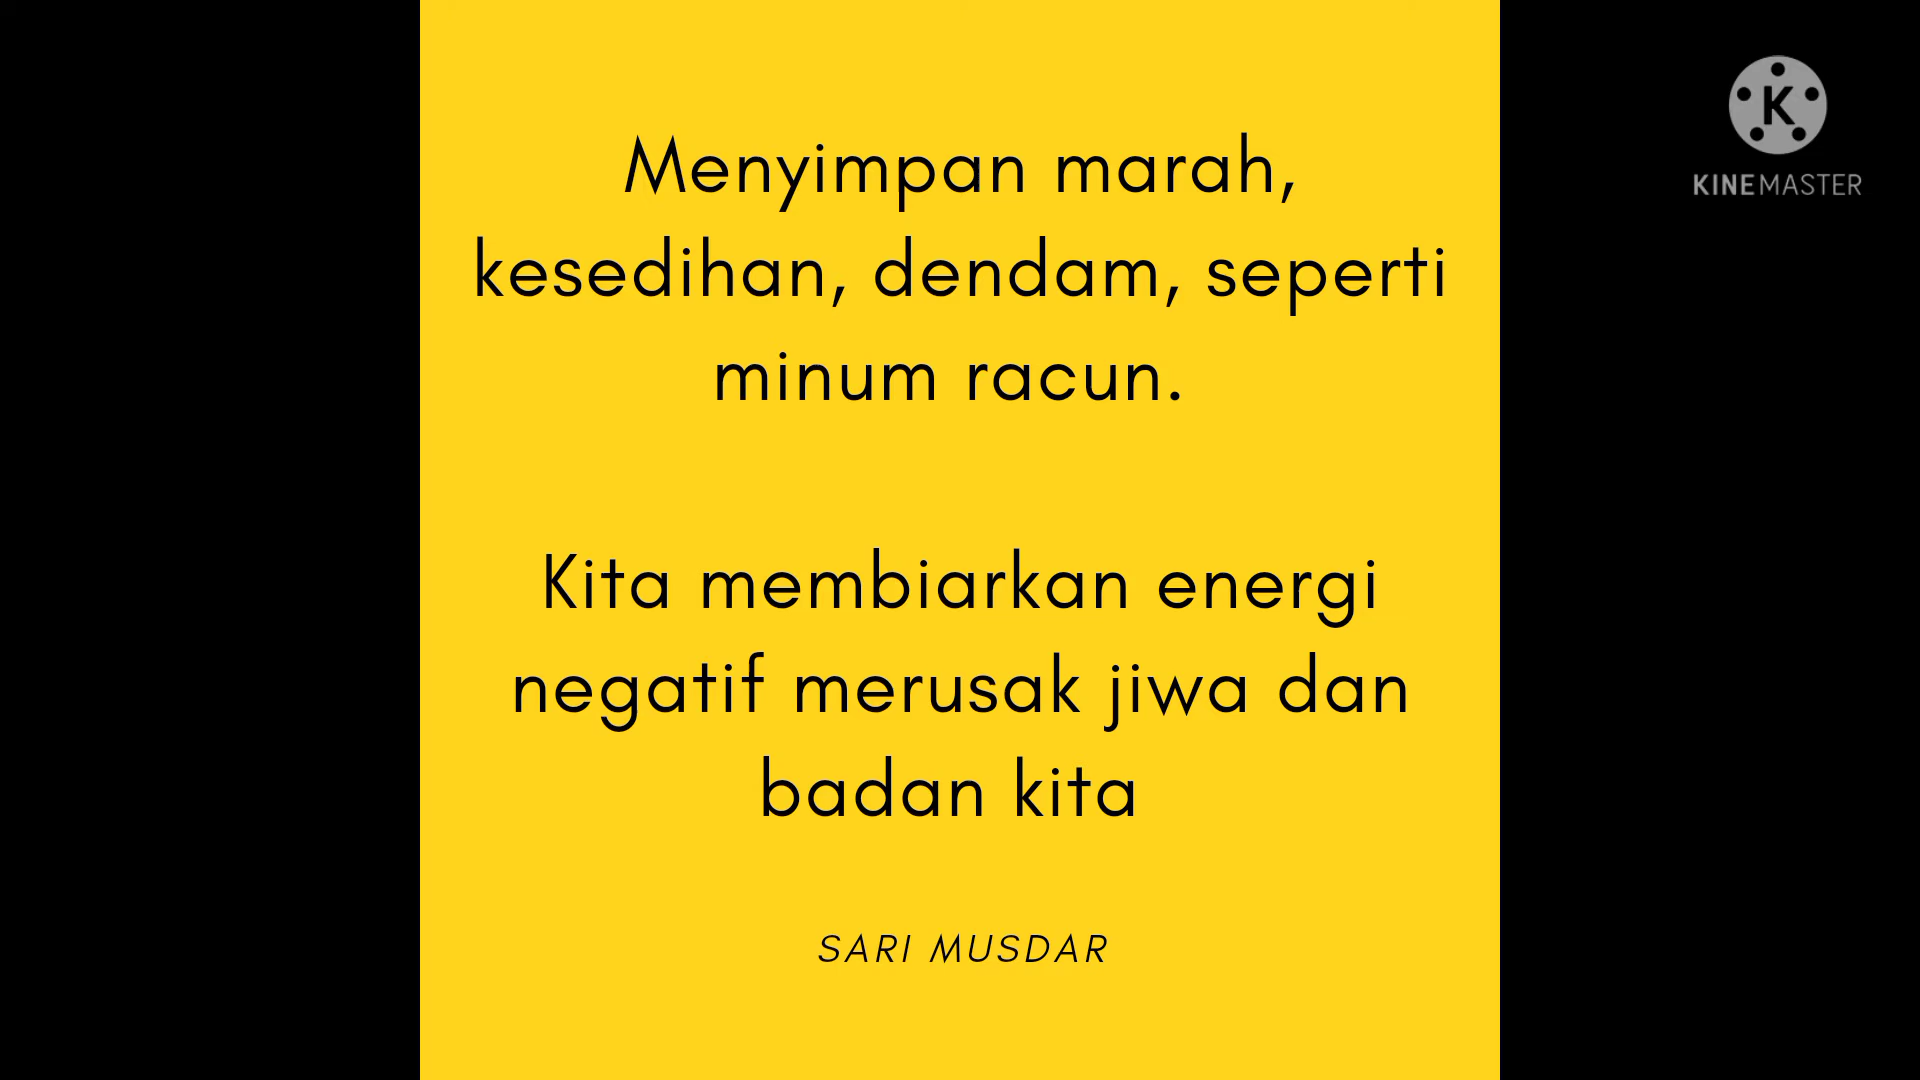 Menyimpan marah,
kesedihan, dendam, seperti
minum racun.
Kita membiarkan energi
negatif merusak jiwa dan
badan kita
SARI MUSDAR
K
KINEMASTER